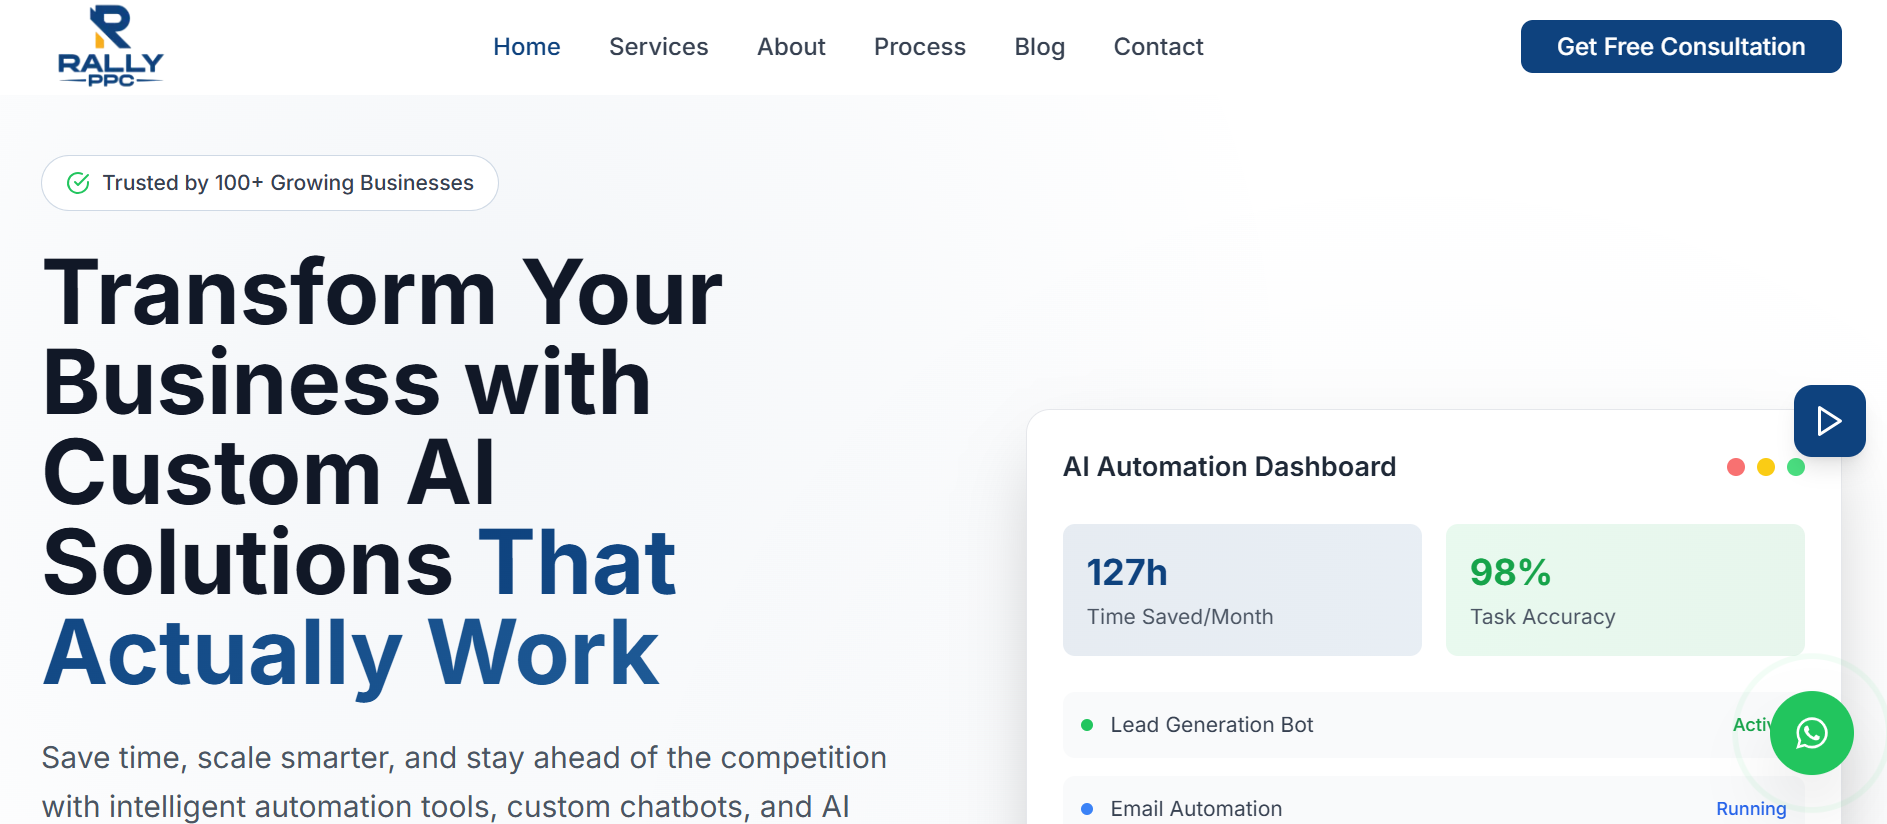 RALLY
PPC
Home
Services
About
Process
Blog
Contact
Get Free Consultation
Trusted by 100+ Growing Businesses
Transform Your
Business with
Custom AI
Solutions That
Actually Work
Save time, scale smarter, and stay ahead of the competition
with intelligent automation tools, custom chatbots, and AI
AI Automation Dashboard
127h
Time Saved/Month
98%
Task Accuracy
Lead Generation Bot
Email Automation
Running